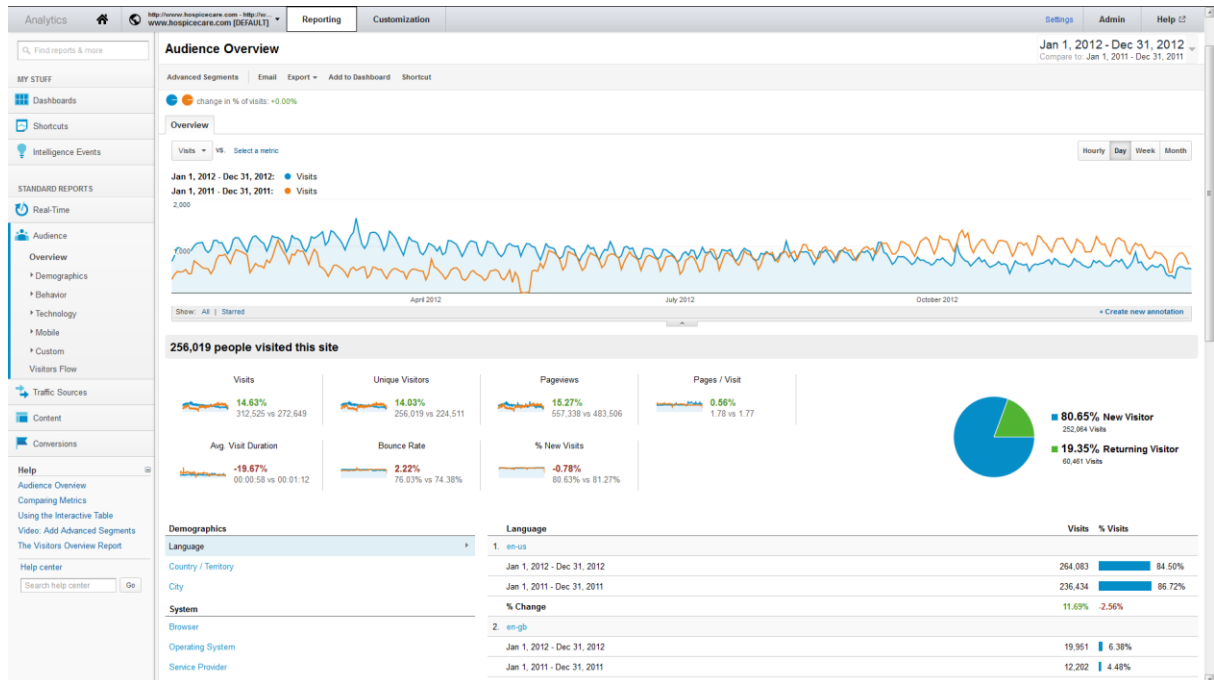 Analytics
http://www.hospicecare.com - http://w...
www.hospicecare.com [DEFAULT]
Reporting
Customization
Settings
Admin
Help
Find reports & more
MY STUFF
Dashboards
Shortcuts
Intelligence Events
STANDARD REPORTS
Real-Time
Audience
Overview
Demographics
Behavior
Technology
Mobile
Custom
Visitors Flow
Traffic Sources
Content
Conversions
Help
Audience Overview
Comparing Metrics
Using the Interactive Table
Video: Add Advanced Segments
The Visitors Overview Report
Help center
Search help center Go
Audience Overview
Jan 1, 2012 - Dec 31, 2012
Compare to: Jan 1, 2011 - Dec 31, 2011
Advanced Segments Email Export Add to Dashboard Shortcut
change in % of visits: +0.00%
Overview
Visits VS. Select a metric
Hourly Day Week Month
Jan 1, 2012 - Dec 31, 2012: Visits
Jan 1, 2011 - Dec 31, 2011: Visits
2,000
1,000
April 2012 July 2012 October 2012
Show: All | Starred
+ Create new annotation
256,019 people visited this site
Visits
14.63%
312,525 vs 272,649
Unique Visitors
14.03%
256,019 vs 224,511
Pageviews
15.27%
557,338 vs 483,506
Pages / Visit
0.56%
1.78 vs 1.77
Avg. Visit Duration
-19.67%
00:00:58 vs 00:01:12
Bounce Rate
2.22%
76.03% vs 74.38%
% New Visits
-0.78%
80.63% vs 81.27%
80.65% New Visitor
252,064 Visits
19.35% Returning Visitor
60,461 Visits
Demographics
Language
Country / Territory
City
System
Browser
Operating System
Service Provider
Language Visits % Visits
1. en-us
Jan 1, 2012 - Dec 31, 2012 264,083 84.50%
Jan 1, 2011 - Dec 31, 2011 236,434 86.72%
% Change 11.69% -2.56%
2. en-gb
Jan 1, 2012 - Dec 31, 2012 19,951 6.38%
Jan 1, 2011 - Dec 31, 2011 12,202 4.48%